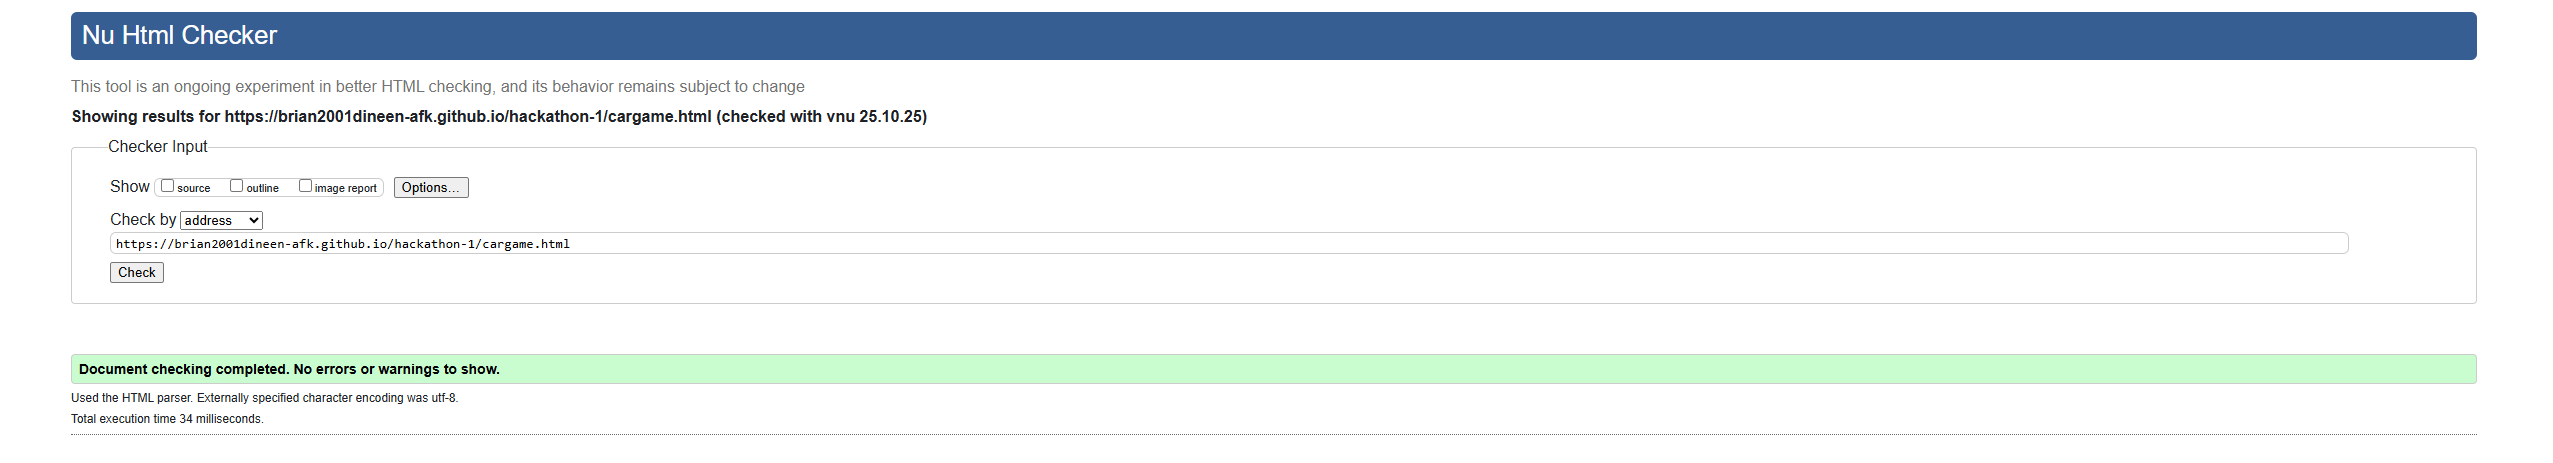 Nu Html Checker
This tool is an ongoing experiment in better HTML checking, and its behavior remains subject to change
Showing results for https://brian2001dineen-afk.github.io/hackathon-1/cargame.html (checked with vnu 25.10.25)
Checker Input
Show source outline image report Options...
Check by address
https://brian2001dineen-afk.github.io/hackathon-1/cargame.html
Check
Document checking completed. No errors or warnings to show.
Used the HTML parser. Externally specified character encoding was utf-8.
Total execution time 34 milliseconds.